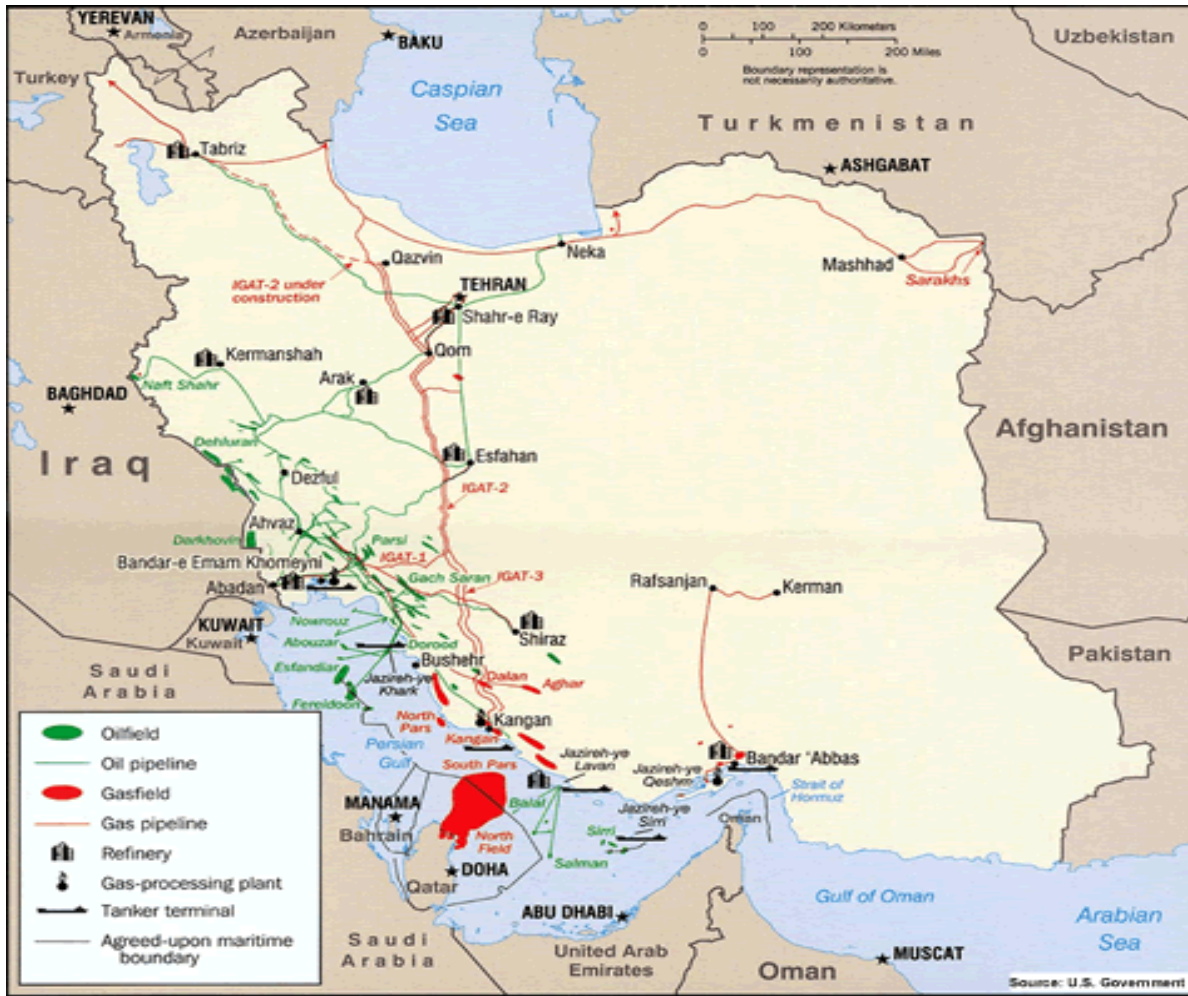 YEREVAN
Armenia
Azerbaijan
BAKU
0 100 200 Kilometers
0 100 200 Miles
Boundary representation is
not necessarily authoritative.
Uzbekistan
Turkey
Caspian
Sea
Turkmenistan
ASHGABAT
Tabriz
Neka
Mashhad
Sarakhs
Qazvin
IGAT-2 under
construction
TEHRAN
Shahr-e Ray
Qom
Kermanshah
Arak
Naft Shahr
BAGHDAD
Iraq
Afghanistan
Dehluran
Esfahan
Dezful
IGAT-2
Ahvaz
Darkhovin
Parsi
IGAT-1
Bandar-e Emam Khomeyni
Gach Saran
IGAT-3
Abadan
Rafsanjan
Kerman
KUWAIT
Kuwait
Nowrouz
Abouzar
Dorood
Shiraz
Esfandiar
Bushehr
Jazireh-ye
Khark
Dalan
Aghar
Pakistan
Saudi
Arabia
Fereidoon
North
Pars
Kangan
Kangan
Persian
Gulf
South Pars
Jazireh-ye
Lavan
Jazireh-ye
Qeshm
Bandar 'Abbas
Strait of
Hormuz
MANAMA
Bahrain
Balal
Jazireh-ye
Sirri
Sirri
Oman
North
Field
Salman
DOHA
Qatar
ABU DHABI
Gulf of Oman
Arabian
Sea
Saudi
Arabia
United Arab
Emirates
Oman
MUSCAT
Oilfield
Oil pipeline
Gasfield
Gas pipeline
Refinery
Gas-processing plant
Tanker terminal
Agreed-upon maritime
boundary
Source: U.S. Government